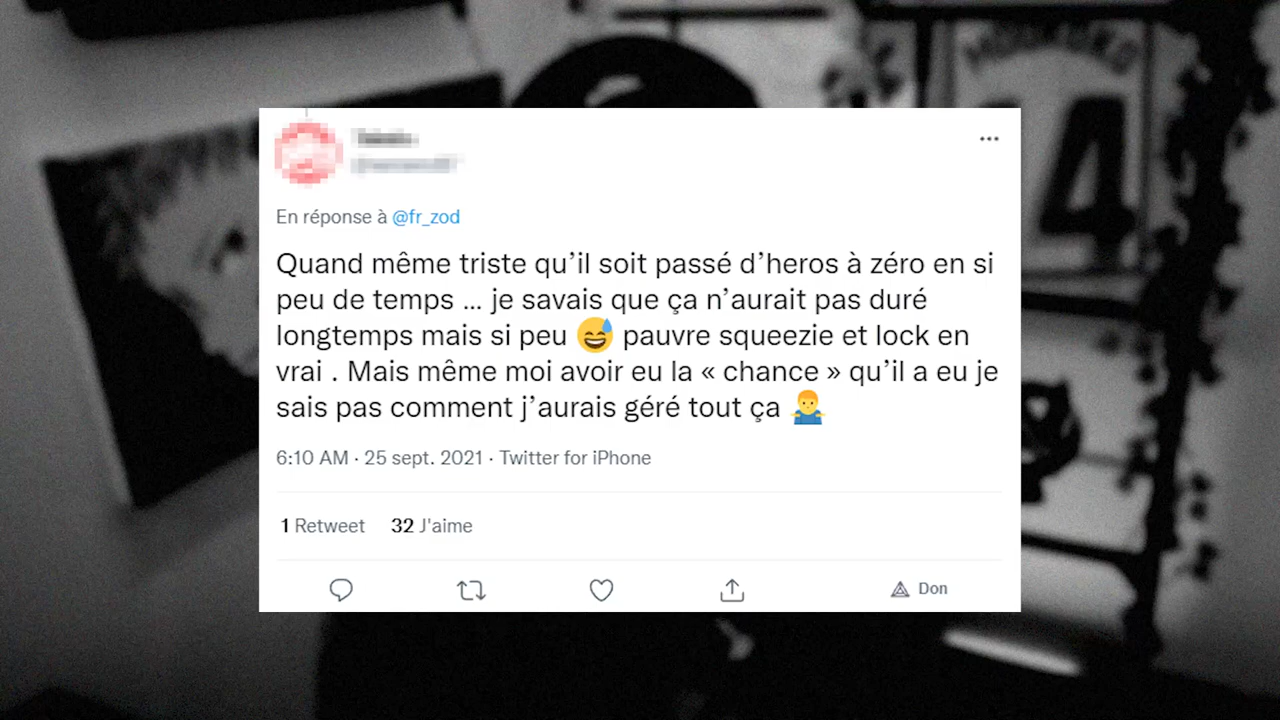 En réponse à @fr_zod
Quand même triste qu’il soit passé d’heros à zéro en si
peu de temps ... je savais que ça n’aurait pas duré
longtemps mais si peu 😅 pauvre squeezie et lock en
vrai . Mais même moi avoir eu la « chance » qu’il a eu je
sais pas comment j’aurais géré tout ça 🤷‍♂️
6:10 AM · 25 sept. 2021 · Twitter for iPhone
1 Retweet 32 J'aime
Don
4